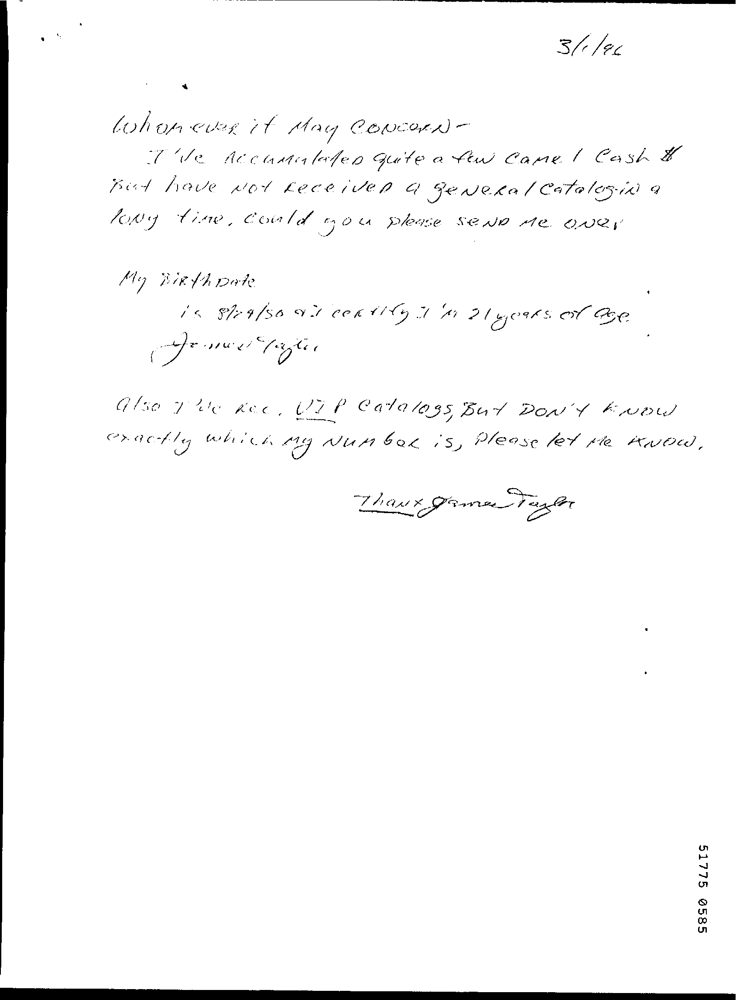 3/1/96
Whomever it May Concern-
I've Accumulated quite a few Camel Cash $
But have not Received a general Catalog in a
long time, Could you please send me one?
My Birth Date
is 8/29/50 & I certify I'm 21 years of age
James Taylor
Also I've Rec. VIP Catalogs, But DON'T KNOW
exactly which my Number is, Please let Me KNOW.
Thanx James Taylor
51775 0585